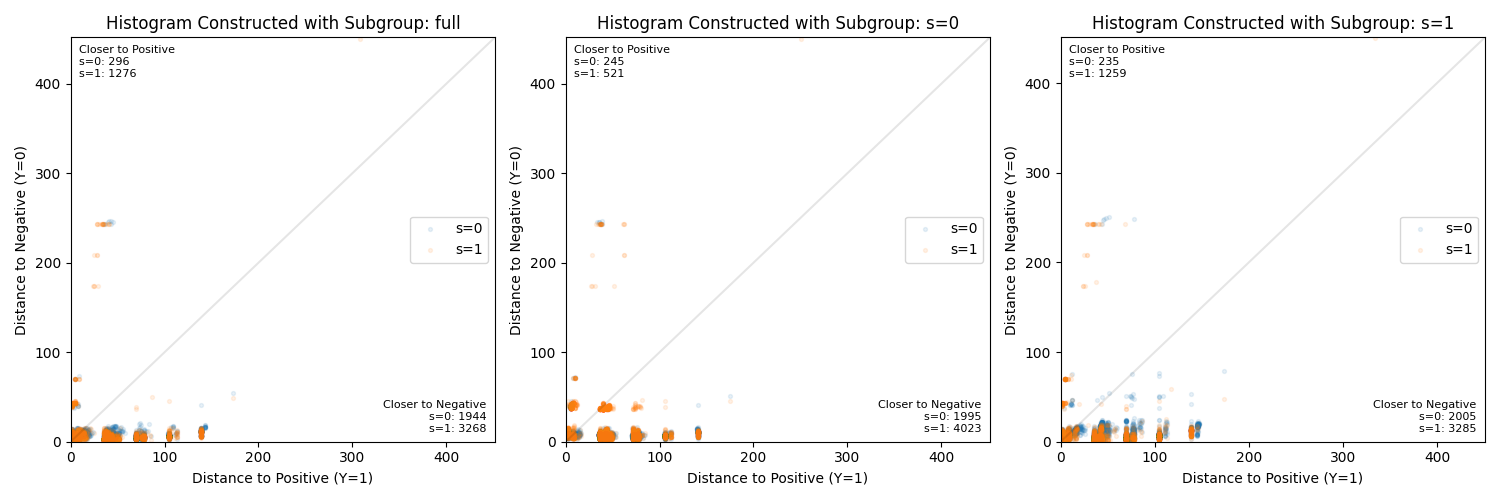 Histogram Constructed with Subgroup: full
Closer to Positive
s=0: 296
s=1: 1276
400
300
200
100
0
Distance to Negative (Y=0)
s=0
s=1
Closer to Negative
s=0: 1944
s=1: 3268
0 100 200 300 400
Distance to Positive (Y=1)
Histogram Constructed with Subgroup: s=0
Closer to Positive
s=0: 245
s=1: 521
400
300
200
100
0
Distance to Negative (Y=0)
s=0
s=1
Closer to Negative
s=0: 1995
s=1: 4023
0 100 200 300 400
Distance to Positive (Y=1)
Histogram Constructed with Subgroup: s=1
Closer to Positive
s=0: 235
s=1: 1259
400
300
200
100
0
Distance to Negative (Y=0)
s=0
s=1
Closer to Negative
s=0: 2005
s=1: 3285
0 100 200 300 400
Distance to Positive (Y=1)